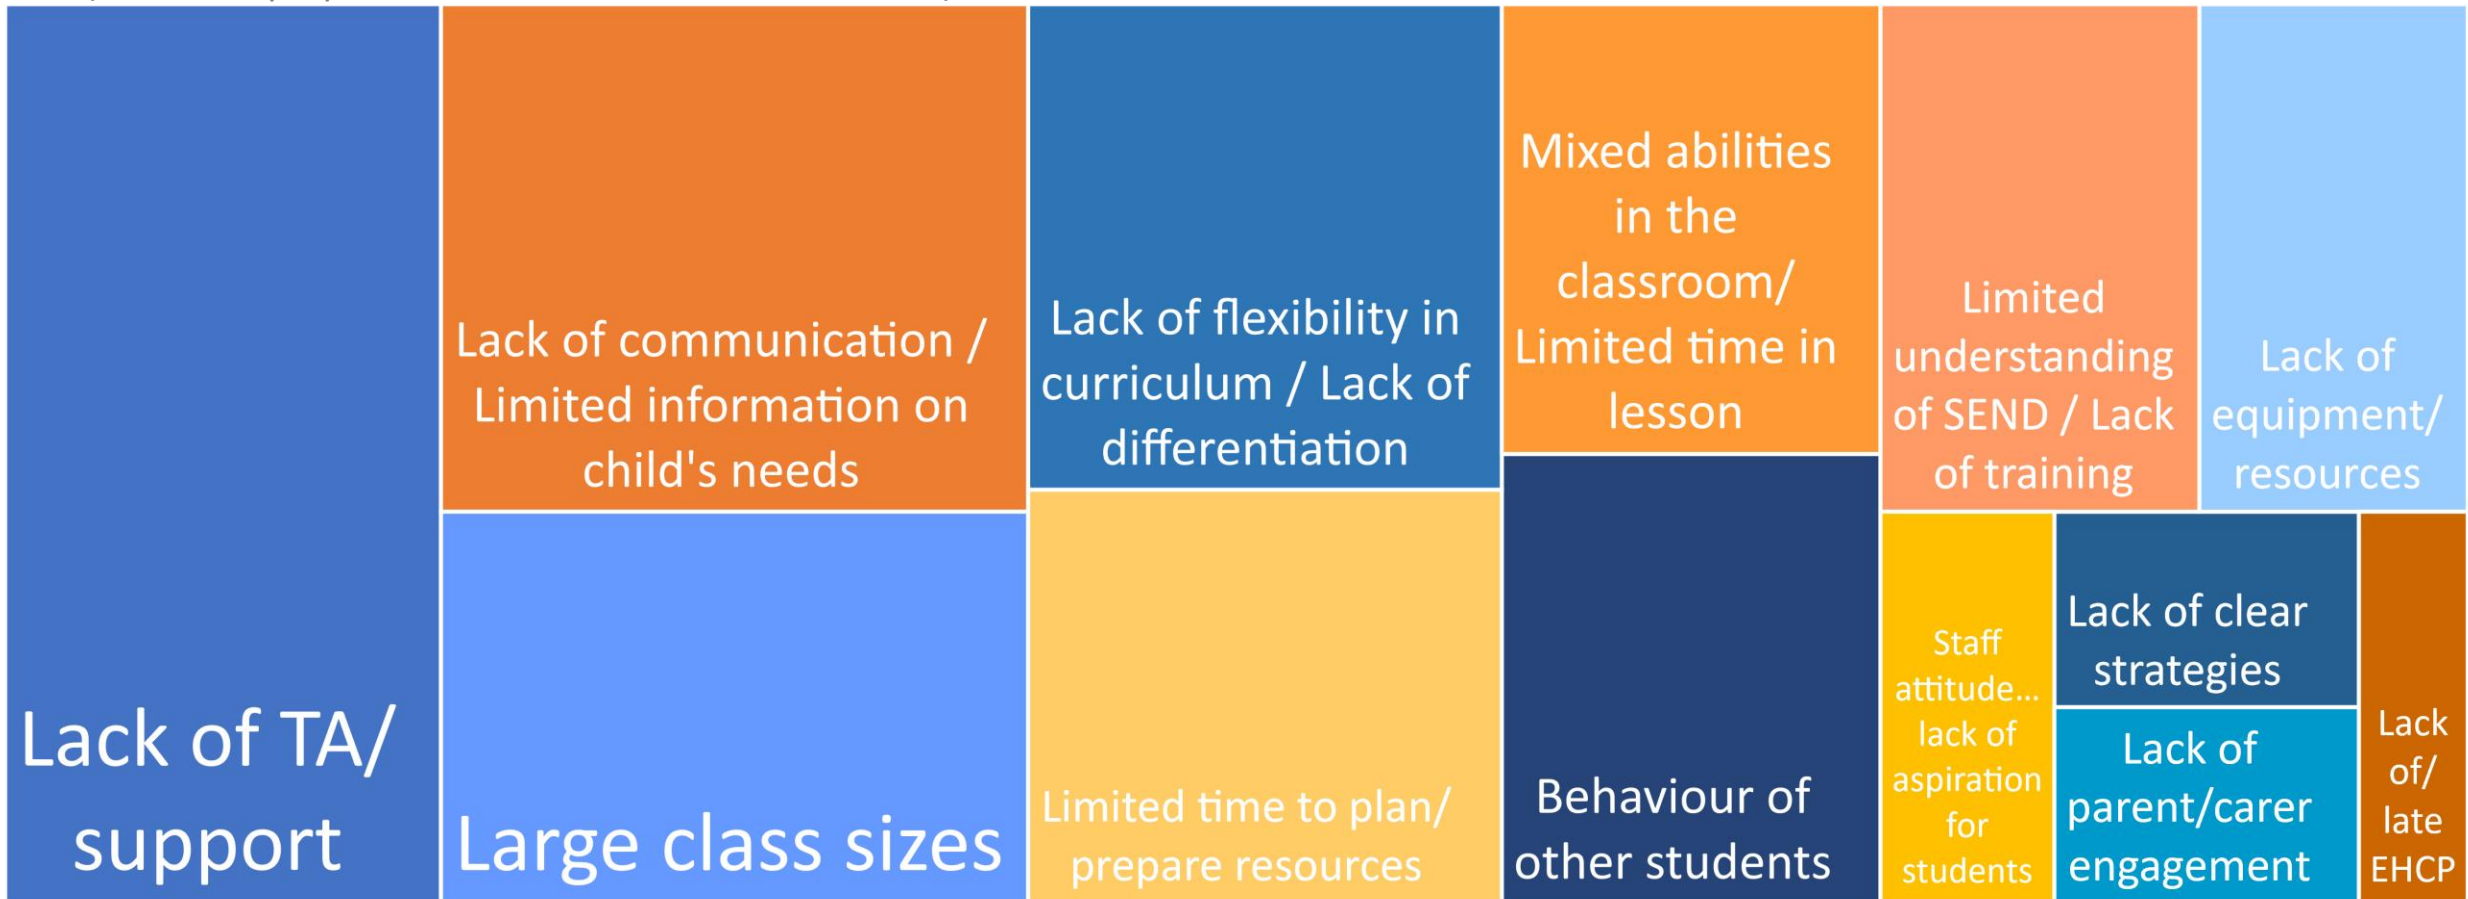 Lack of TA/
support
Lack of communication /
Limited information on
child's needs
Large class sizes
Lack of flexibility in
curriculum / Lack of
differentiation
Limited time to plan/
prepare resources
Mixed abilities
in the
classroom/
Limited time in
lesson
Behaviour of
other students
Limited
understanding
of SEND / Lack
of training
Lack of
equipment/
resources
Staff
attitude...
lack of
aspiration
for
students
Lack of clear
strategies
Lack of
parent/carer
engagement
Lack
of/
late
EHCP